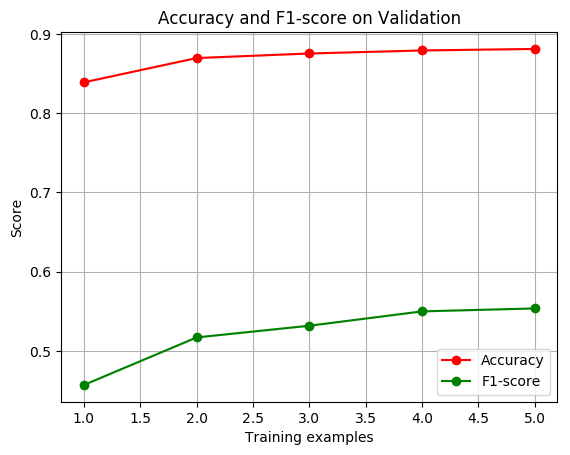 Accuracy and F1-score on Validation
0.9
0.8
0.7
0.6
0.5
Score
1.0 1.5 2.0 2.5 3.0 3.5 4.0 4.5 5.0
Training examples
Accuracy
F1-score